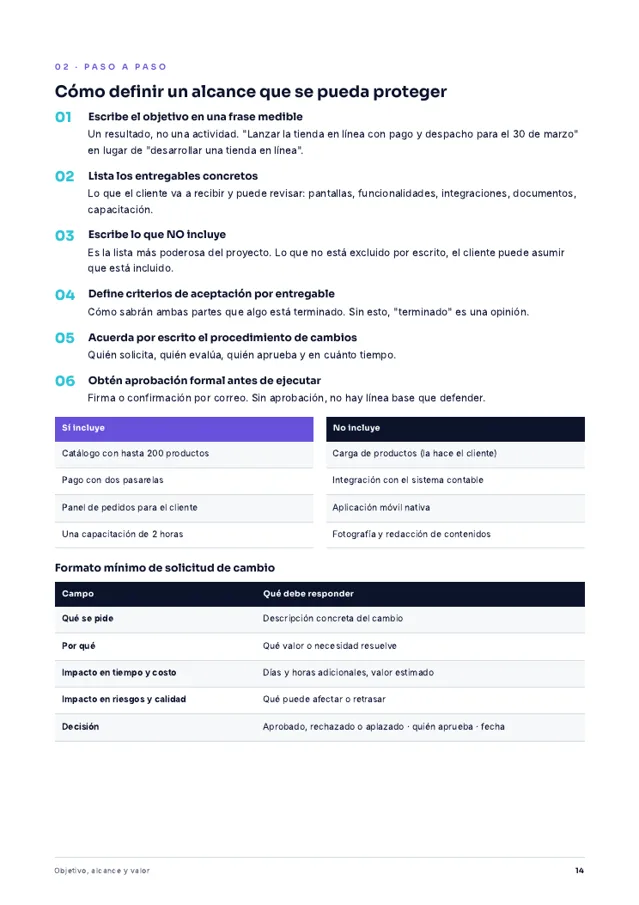 02 · PASO A PASO
Cómo definir un alcance que se pueda proteger
01 Escribe el objetivo en una frase medible
Un resultado, no una actividad. "Lanzar la tienda en línea con pago y despacho para el 30 de marzo"
en lugar de "desarrollar una tienda en línea".
02 Lista los entregables concretos
Lo que el cliente va a recibir y puede revisar: pantallas, funcionalidades, integraciones, documentos,
capacitación.
03 Escribe lo que NO incluye
Es la lista más poderosa del proyecto. Lo que no está excluido por escrito, el cliente puede asumir
que está incluido.
04 Define criterios de aceptación por entregable
Cómo sabrán ambas partes que algo está terminado. Sin esto, "terminado" es una opinión.
05 Acuerda por escrito el procedimiento de cambios
Quién solicita, quién evalúa, quién aprueba y en cuánto tiempo.
06 Obtén aprobación formal antes de ejecutar
Firma o confirmación por correo. Sin aprobación, no hay línea base que defender.
Sí incluye No incluye
Catálogo con hasta 200 productos Carga de productos (la hace el cliente)
Pago con dos pasarelas Integración con el sistema contable
Panel de pedidos para el cliente Aplicación móvil nativa
Una capacitación de 2 horas Fotografía y redacción de contenidos
Formato mínimo de solicitud de cambio
Campo Qué debe responder
Qué se pide Descripción concreta del cambio
Por qué Qué valor o necesidad resuelve
Impacto en tiempo y costo Días y horas adicionales, valor estimado
Impacto en riesgos y calidad Qué puede afectar o retrasar
Decisión Aprobado, rechazado o aplazado · quién aprueba · fecha
Objetivo, alcance y valor 14